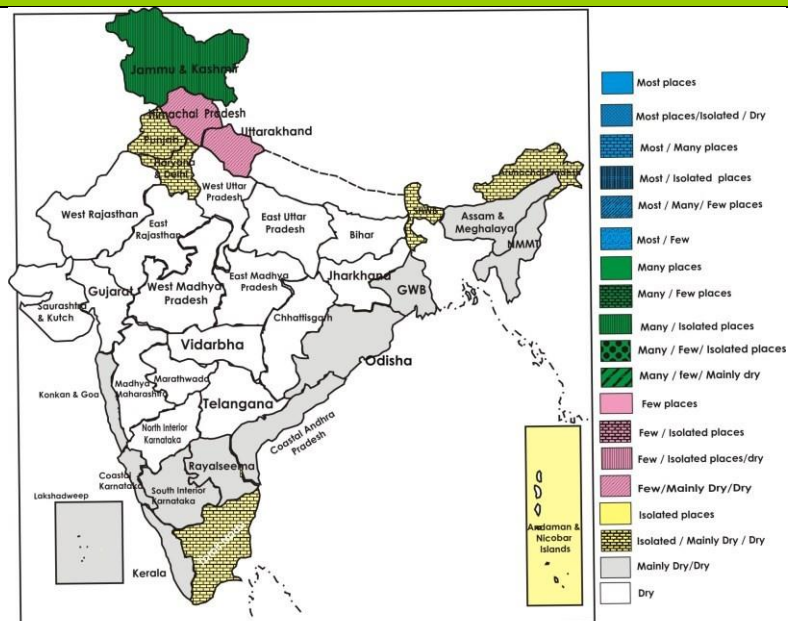 Jammu & Kashmir
Himachal Pradesh
Uttarakhand
Punjab
Haryana
& Delhi
West Uttar
Pradesh
West Rajasthan
East
Rajasthan
East Uttar
Pradesh
Bihar
Arunachal Pradesh
Assam &
Meghalaya
NMMT
Saurashtra
& Kutch
Gujarat
West Madhya
Pradesh
East Madhya
Pradesh
Jharkhand
GWB
Chhattisgarh
Vidarbha
Odisha
Konkan & Goa
Madhya
Maharashtra
Marathwada
Telangana
North Interior
Karnataka
Coastal Andhra
Pradesh
Coastal
Karnataka
Rayalseema
South Interior
Karnataka
Lakshadweep
Kerala
Andaman &
Nicobar
Islands
Most places
Most places/Isolated / Dry
Most / Many places
Most / Isolated places
Most / Many/ Few places
Most / Few
Many places
Many / Few places
Many / Isolated places
Many / Few/ Isolated places
Many / few/ Mainly dry
Few places
Few / Isolated places
Few / Isolated places/dry
Few/Mainly Dry/Dry
Isolated places
Isolated / Mainly Dry / Dry
Mainly Dry/Dry
Dry